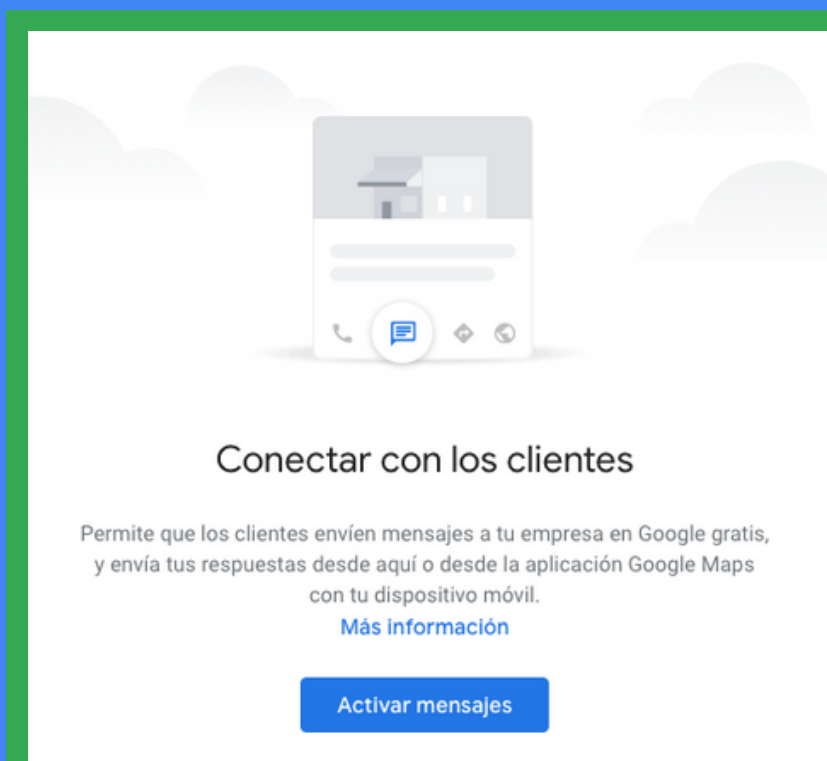 Conectar con los clientes
Permite que los clientes envíen mensajes a tu empresa en Google gratis,
y envía tus respuestas desde aquí o desde la aplicación Google Maps
con tu dispositivo móvil.
Más información
Activar mensajes